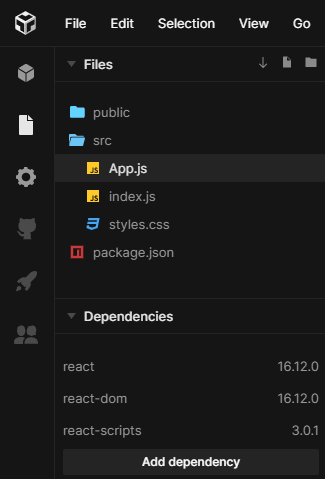 File Edit Selection View Go
Files
public
src
JS App.js
JS index.js
styles.css
package.json
Dependencies
react 16.12.0
react-dom 16.12.0
react-scripts 3.0.1
Add dependency